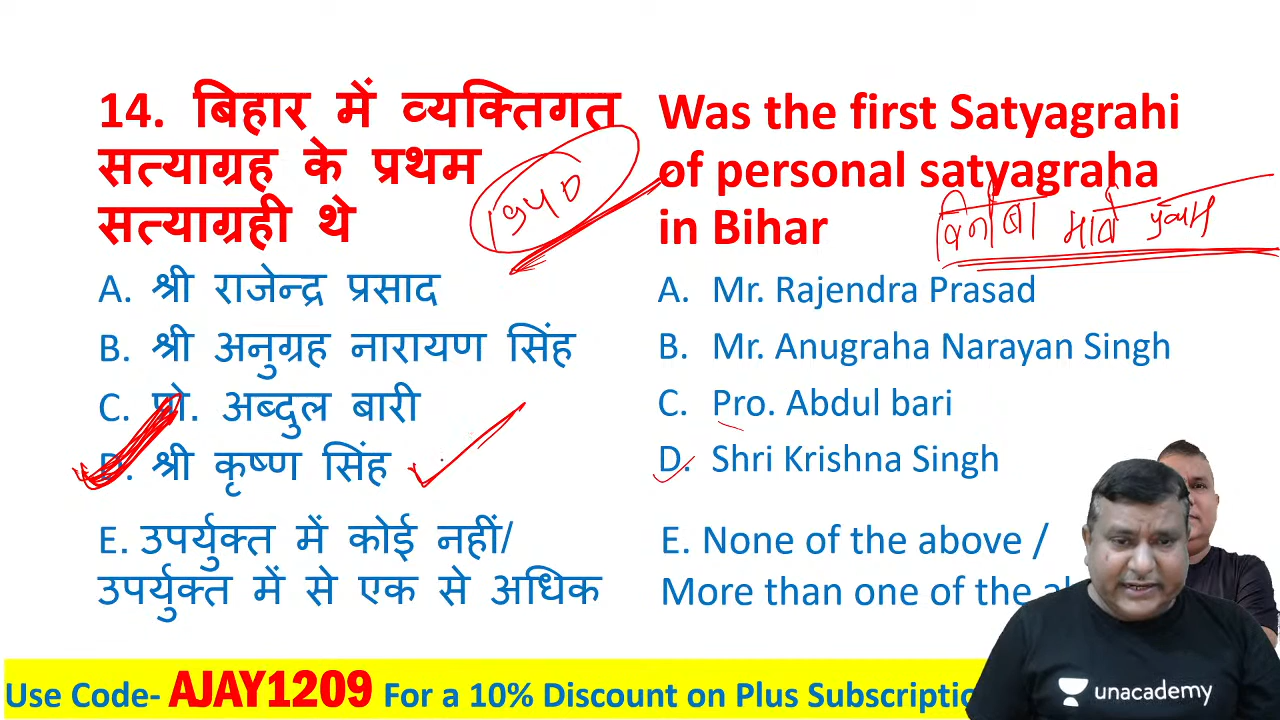 14. बिहार में व्यक्तिगत
सत्याग्रह के प्रथम
सत्याग्रही थे
1940
A. श्री राजेन्द्र प्रसाद
B. श्री अनुग्रह नारायण सिंह
C. प्रो. अब्दुल बारी
D. श्री कृष्ण सिंह
E. उपर्युक्त में कोई नहीं/
उपर्युक्त में से एक से अधिक
Was the first Satyagrahi
of personal satyagraha
in Bihar
विनोबा भावे
A. Mr. Rajendra Prasad
B. Mr. Anugraha Narayan Singh
C. Pro. Abdul bari
D. Shri Krishna Singh
E. None of the above /
More than one of the
unacademy
Use Code- AJAY1209 For a 10% Discount on Plus